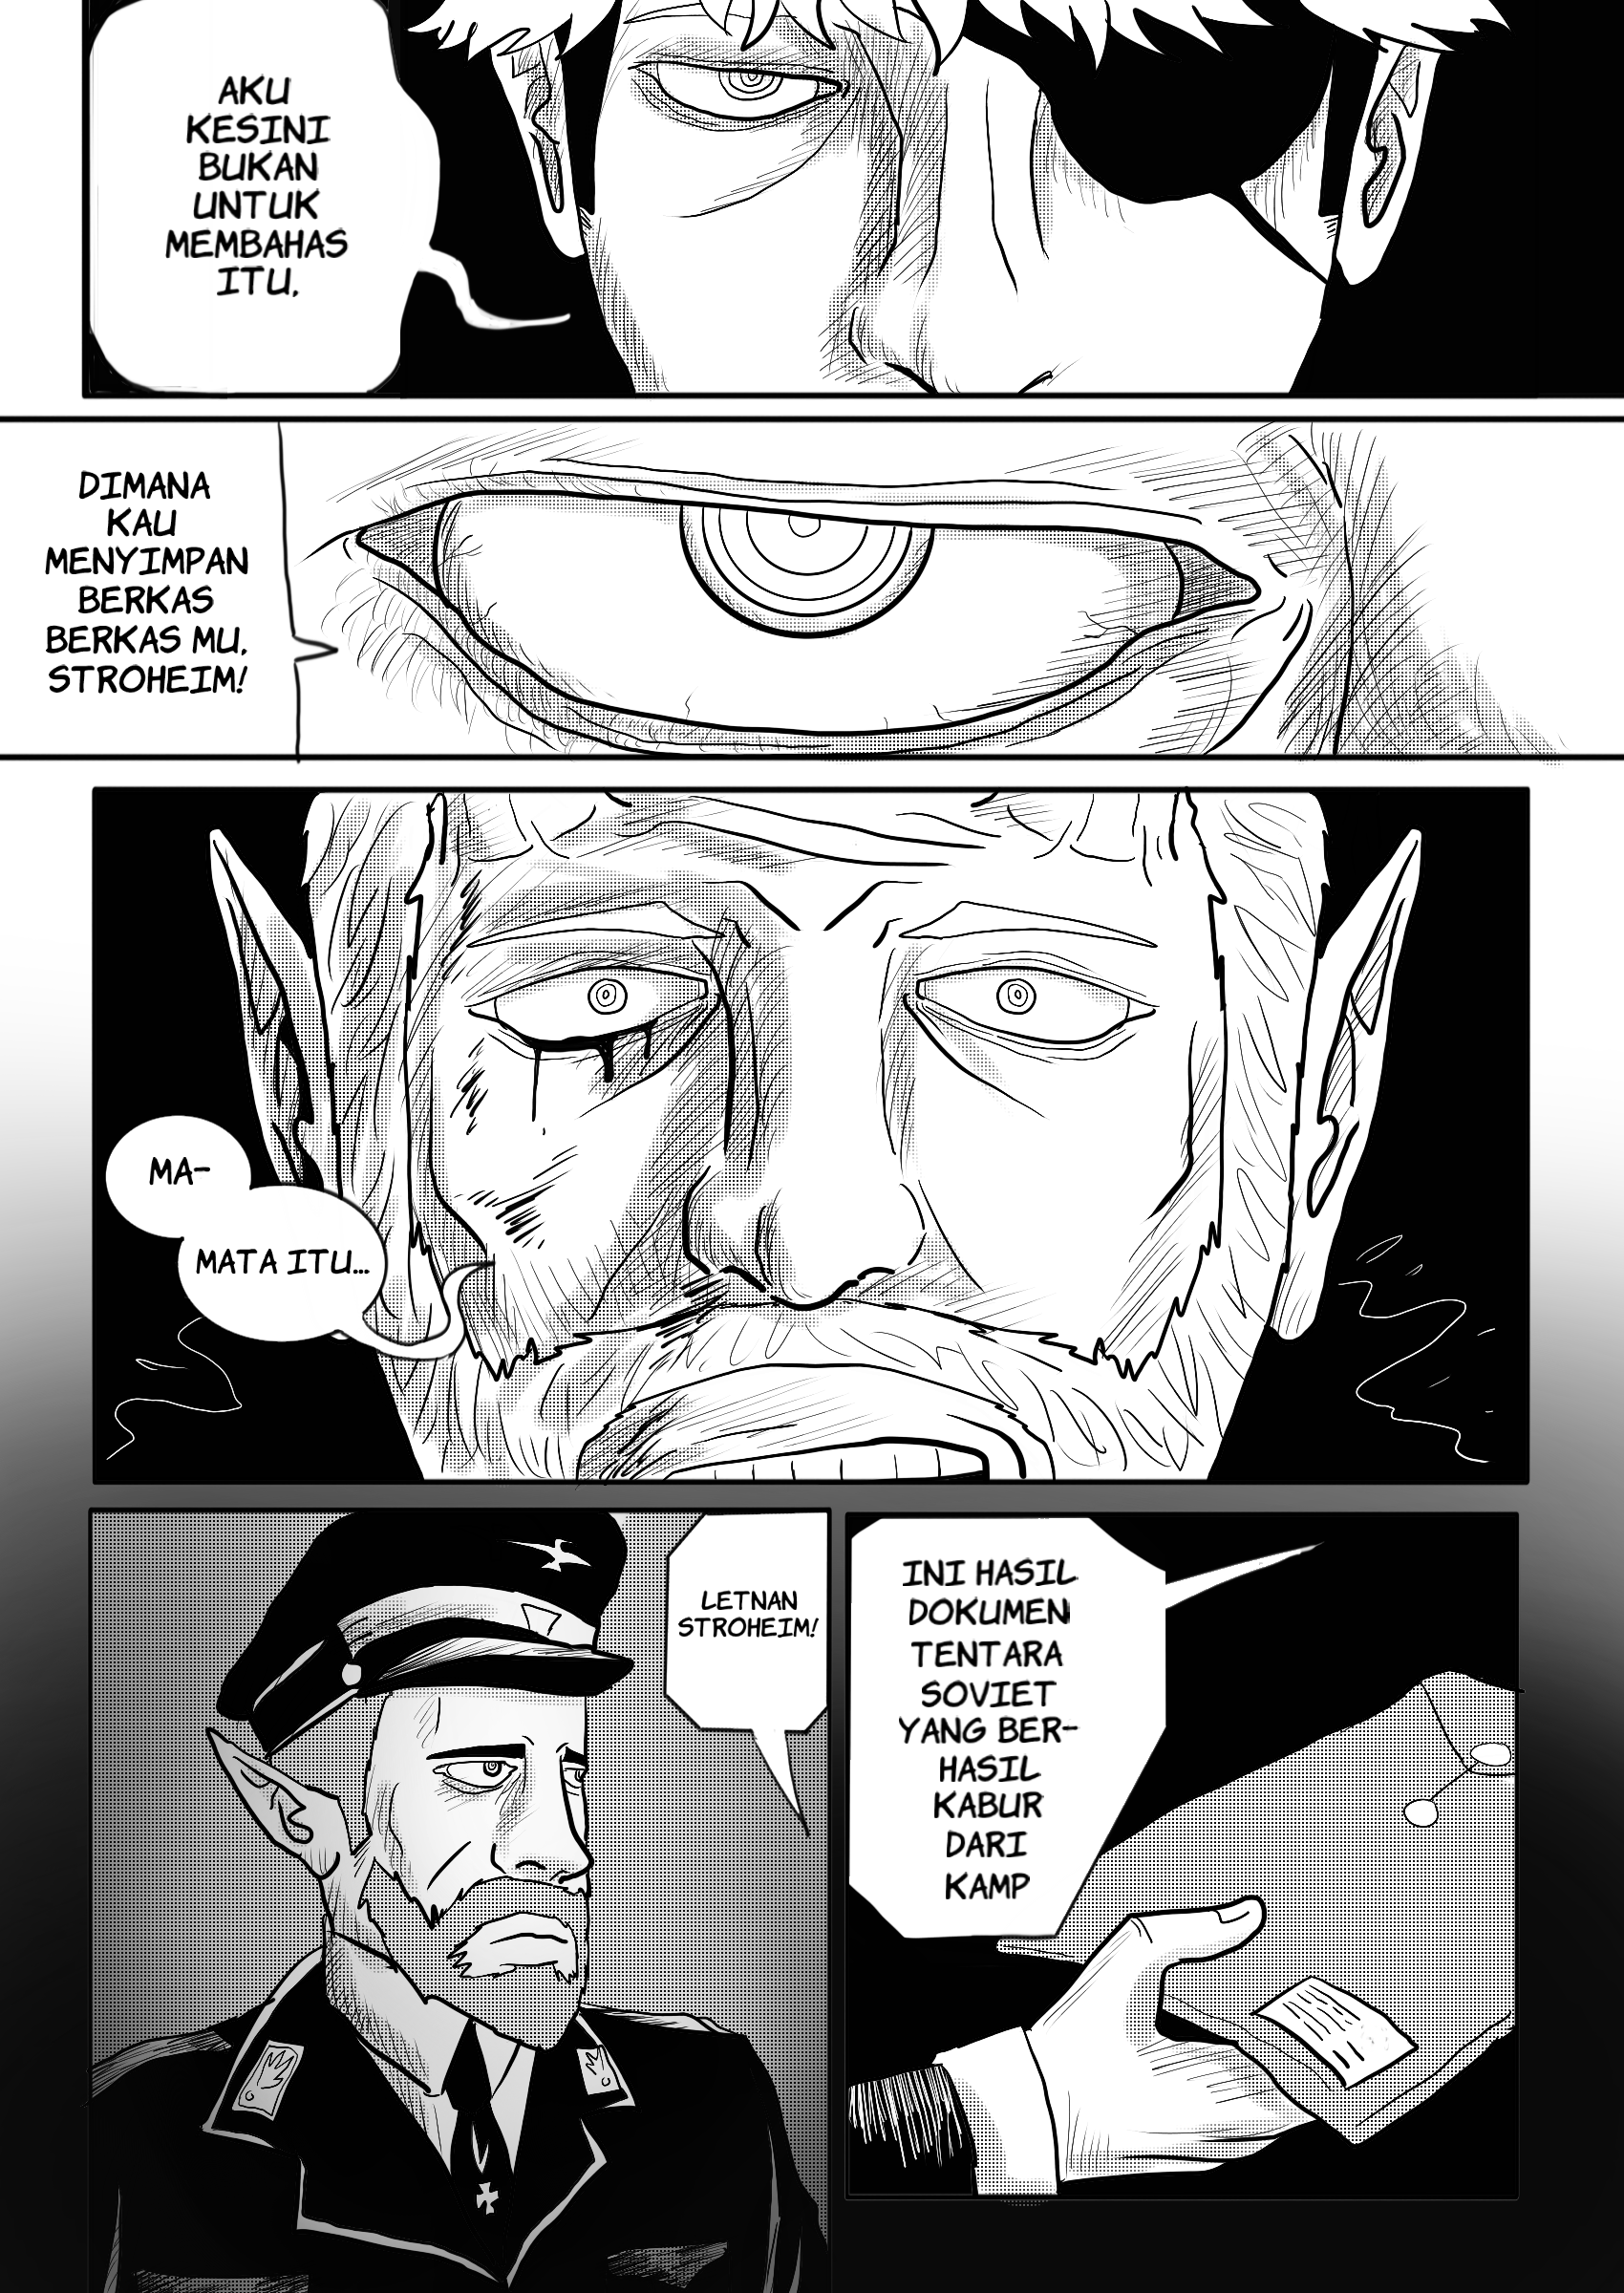 AKU
KESINI
BUKAN
UNTUK
MEMBAHAS
ITU.
DIMANA
KAU
MENYIMPAN
BERKAS
BERKAS MU,
STROHEIM!
MA-
MATA ITU...
LETNAN
STROHEIM!
INI HASIL
DOKUMEN
TENTARA
SOVIET
YANG BER-
HASIL
KABUR
DARI
KAMP